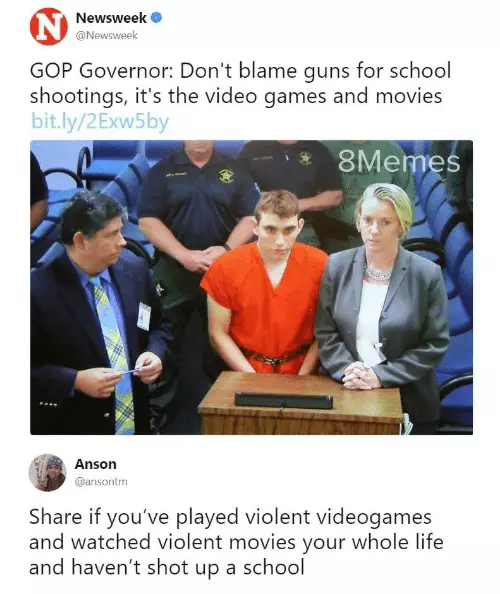 N
Newsweek
@Newsweek
GOP Governor: Don't blame guns for school
shootings, it's the video games and movies
bit.ly/2Exw5by
8Memes
Anson
@ansontm
Share if you've played violent videogames
and watched violent movies your whole life
and haven't shot up a school